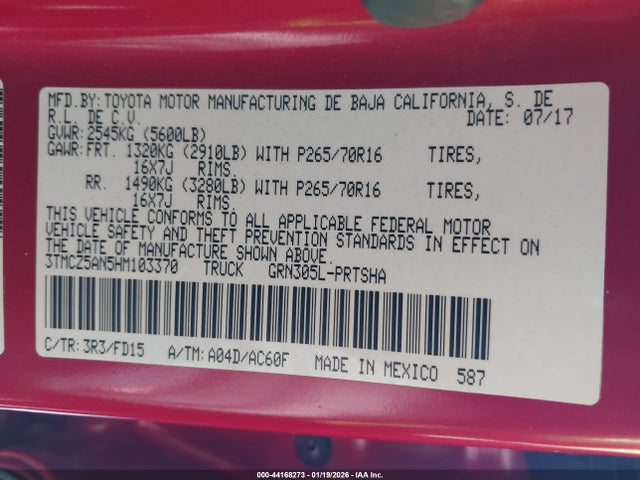 MFD.BY: TOYOTA MOTOR MANUFACTURING DE BAJA CALIFORNIA, S. DE
R.L. DE C.V. DATE: 07/17
GVWR: 2545KG (5600LB)
GAWR: FRT. 1320KG (2910LB) WITH P265/70R16 TIRES,
16X7J RIMS.
RR. 1490KG (3280LB) WITH P265/70R16 TIRES,
16X7J RIMS.
THIS VEHICLE CONFORMS TO ALL APPLICABLE FEDERAL MOTOR
VEHICLE SAFETY AND THEFT PREVENTION STANDARDS IN EFFECT ON
THE DATE OF MANUFACTURE SHOWN ABOVE.
3TMCZ5AN5HM103370 TRUCK GRN305L-PRTSHA
C/TR: 3R3/FD15 A/TM: A04D/AC60F MADE IN MEXICO 587
000-44168273 - 01/19/2026 - IAA Inc.